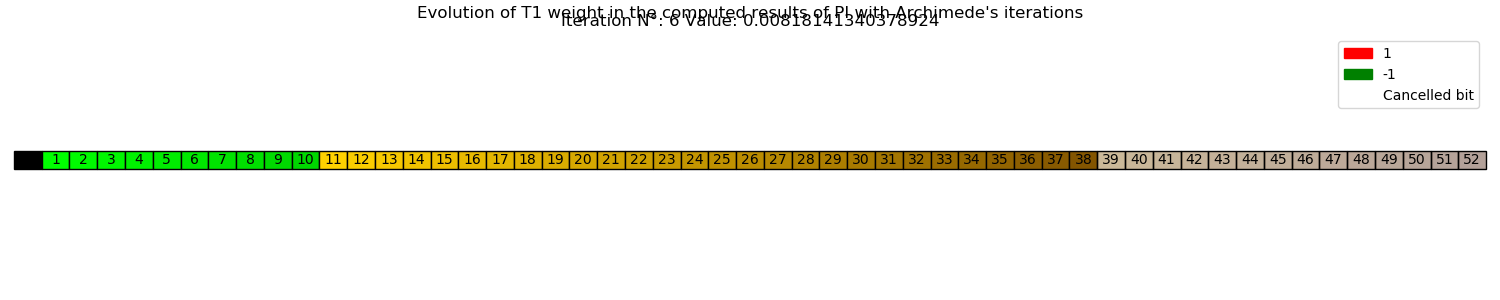 Evolution of T1 weight in the computed results of PI with Archimede's iterations
Iteration N°: 6 Value: 0.00818141340378924
1
-1
Cancelled bit
1 2 3 4 5 6 7 8 9 10 11 12 13 14 15 16 17 18 19 20 21 22 23 24 25 26 27 28 29 30 31 32 33 34 35 36 37 38 39 40 41 42 43 44 45 46 47 48 49 50 51 52